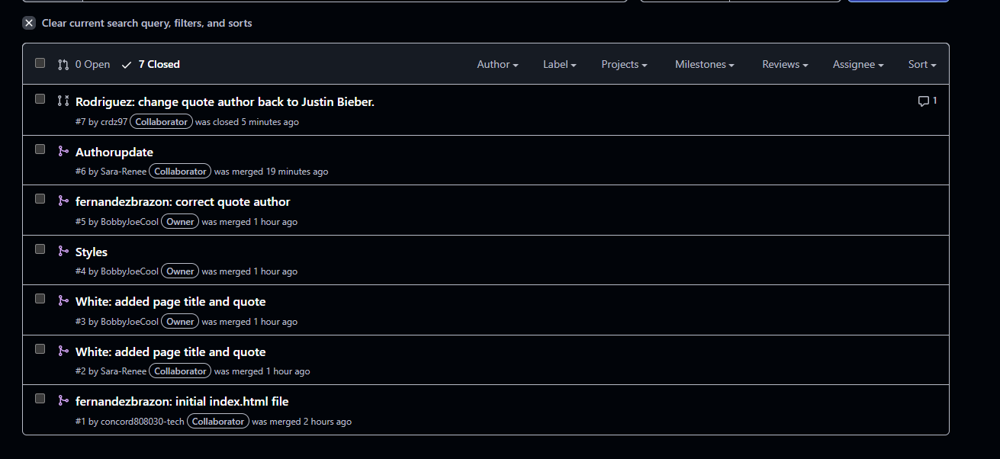 Clear current search query, filters, and sorts
0 Open 7 Closed Author Label Projects Milestones Reviews Assignee Sort
Rodriguez: change quote author back to Justin Bieber. 1
#7 by crdz97 Collaborator was closed 5 minutes ago
Authorupdate
#6 by Sara-Renee Collaborator was merged 19 minutes ago
fernandezbrazon: correct quote author
#5 by BobbyJoeCool Owner was merged 1 hour ago
Styles
#4 by BobbyJoeCool Owner was merged 1 hour ago
White: added page title and quote
#3 by BobbyJoeCool Owner was merged 1 hour ago
White: added page title and quote
#2 by Sara-Renee Collaborator was merged 1 hour ago
fernandezbrazon: initial index.html file
#1 by concord808030-tech Collaborator was merged 2 hours ago